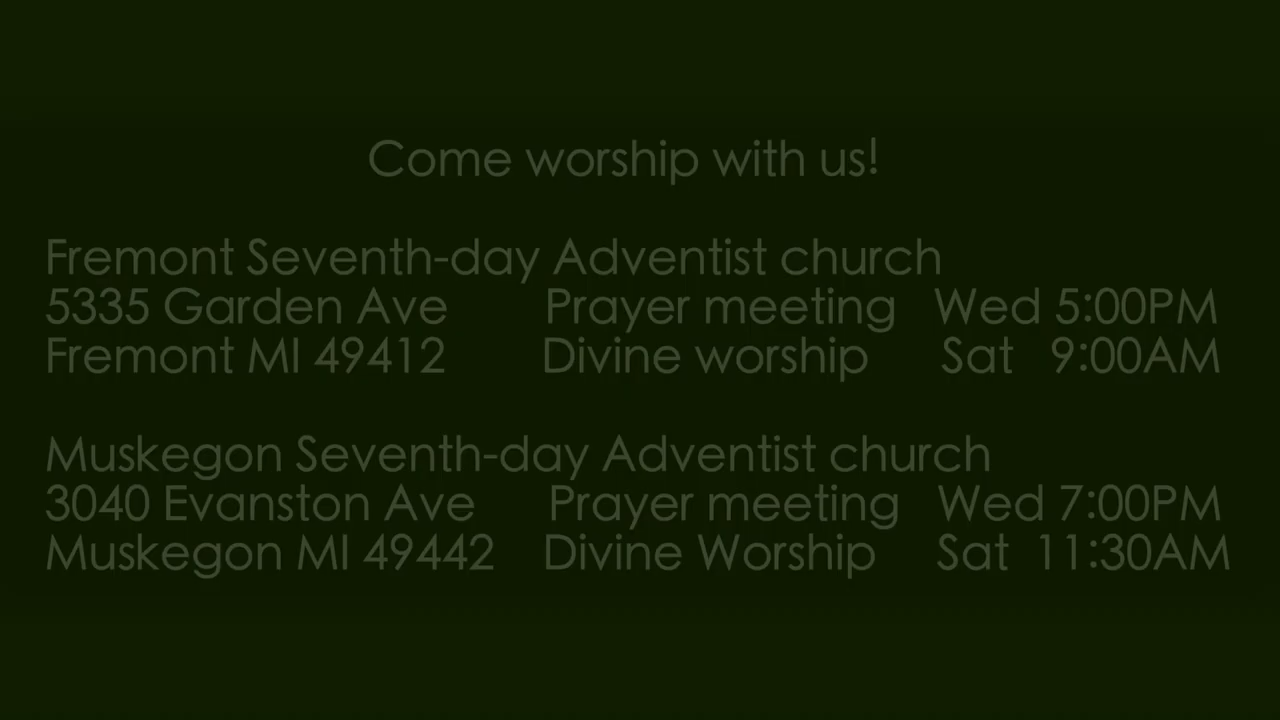 Come worship with us!
Fremont Seventh-day Adventist church
5335 Garden Ave Prayer meeting Wed 5:00PM
Fremont MI 49412 Divine worship Sat 9:00AM
Muskegon Seventh-day Adventist church
3040 Evanston Ave Prayer meeting Wed 7:00PM
Muskegon MI 49442 Divine Worship Sat 11:30AM